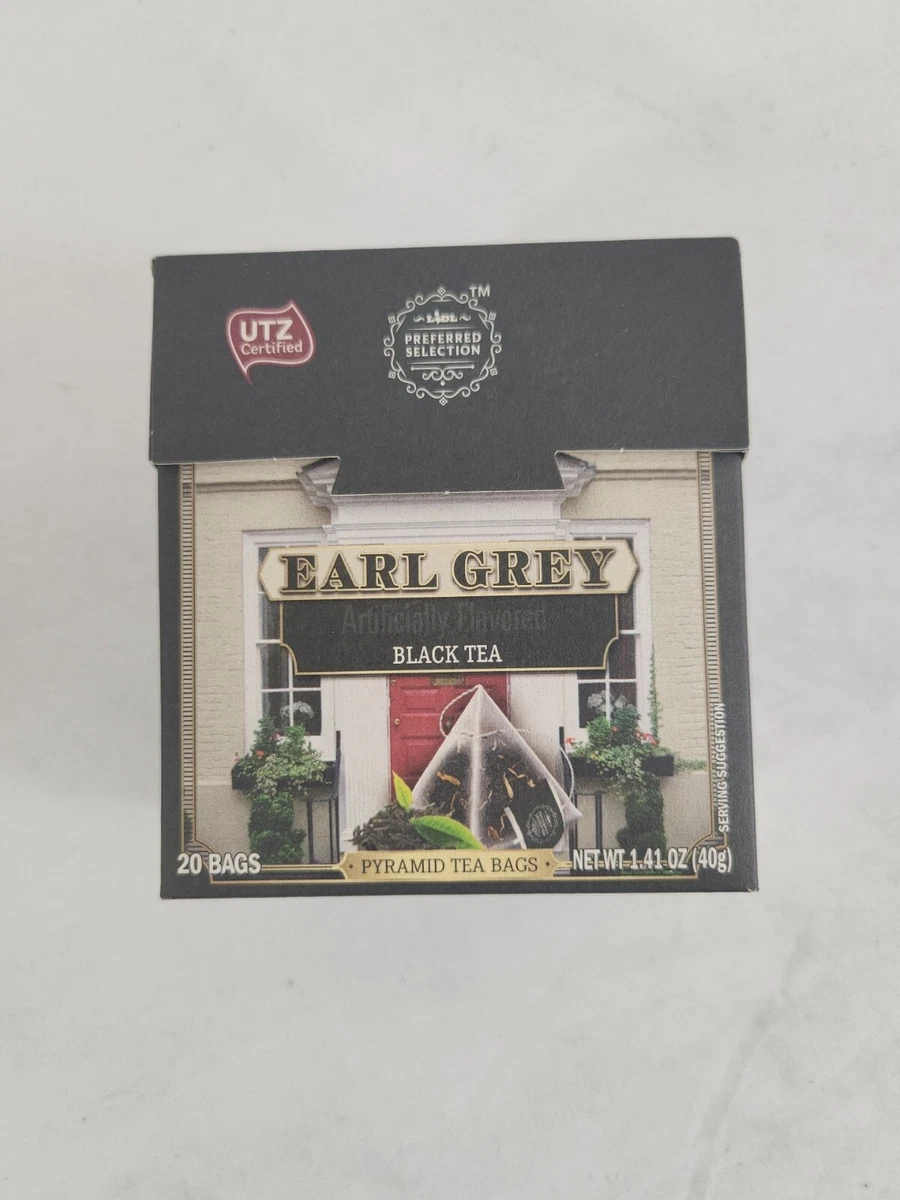 TM
UTZ
Certified
LIDL
PREFERRED
SELECTION
EARL GREY
Artificially Flavored
BLACK TEA
SERVING SUGGESTION
20 BAGS
· PYRAMID TEA BAGS ·
NET WT 1.41 OZ (40g)